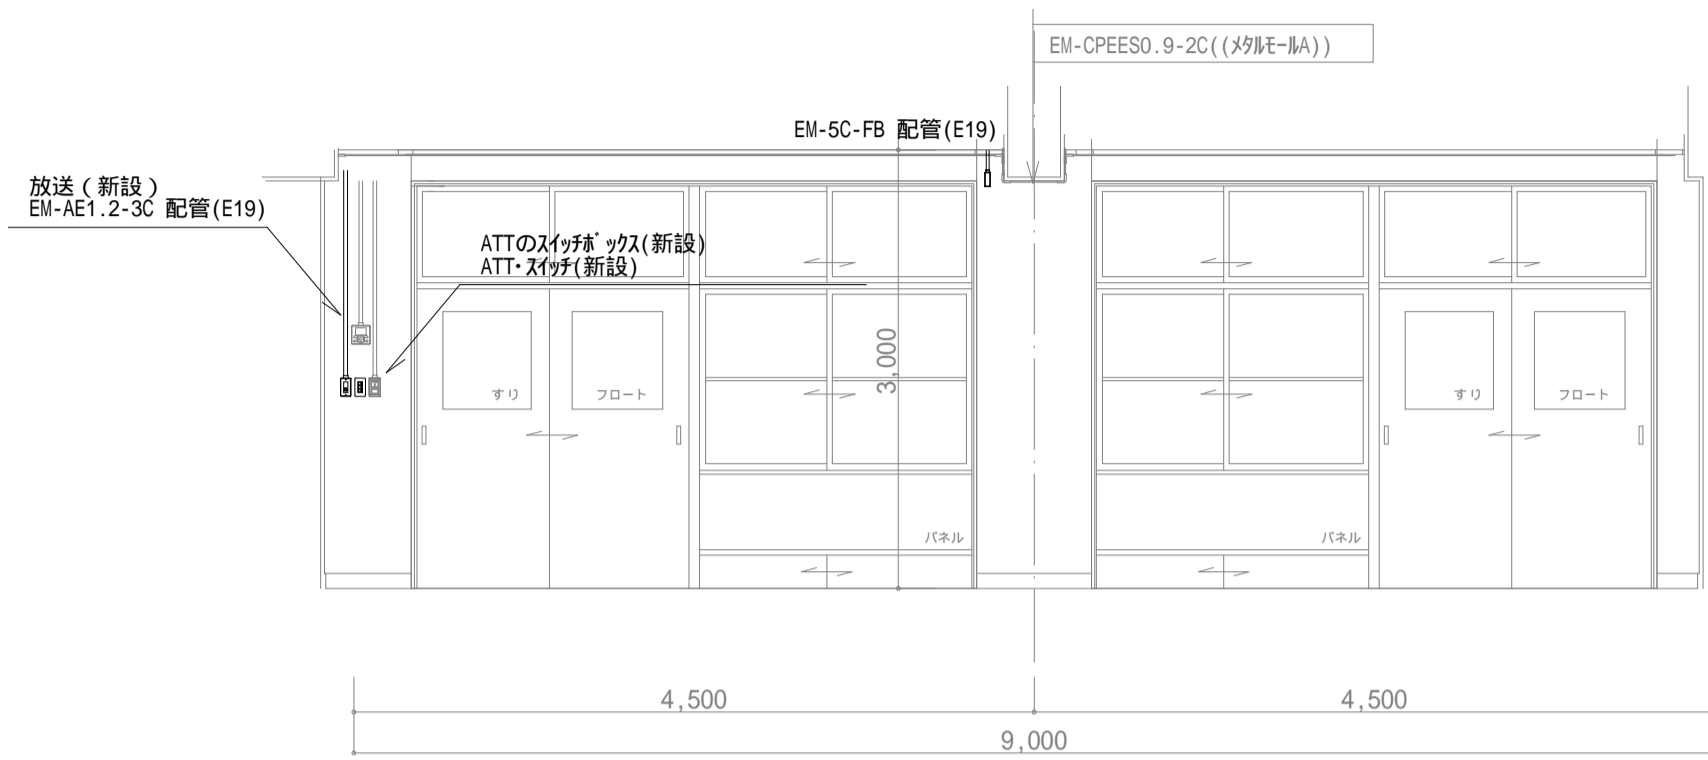 EM-CPEES0.9-2C((ﾒﾀﾙﾓｰﾙA))
EM-5C-FB 配管(E19)
放送（新設）
EM-AE1.2-3C 配管(E19)
ATTのｽｲｯﾁﾎﾞｯｸｽ(新設)
ATT･ｽｲｯﾁ(新設)
3,000
すり
フロート
すり
フロート
パネル
パネル
4,500
4,500
9,000